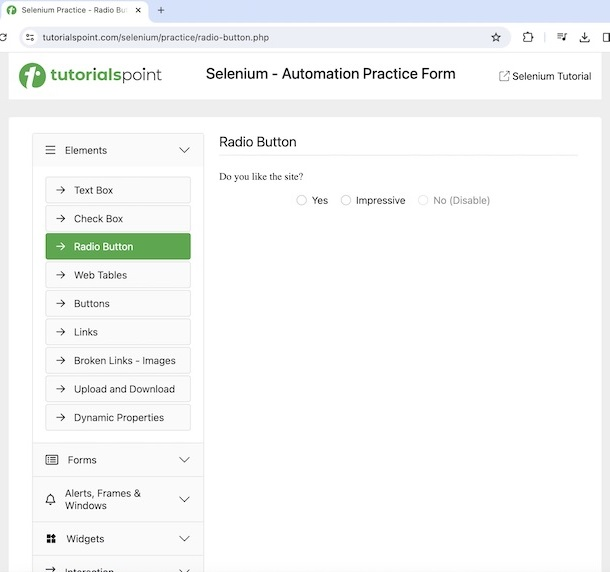 Selenium Practice - Radio Bu
tutorialspoint.com/selenium/practice/radio-button.php
tutorialspoint
Selenium - Automation Practice Form
Selenium Tutorial
Elements
Text Box
Check Box
Radio Button
Web Tables
Buttons
Links
Broken Links - Images
Upload and Download
Dynamic Properties
Forms
Alerts, Frames &
Windows
Widgets
Interaction
Radio Button
Do you like the site?
Yes Impressive No (Disable)